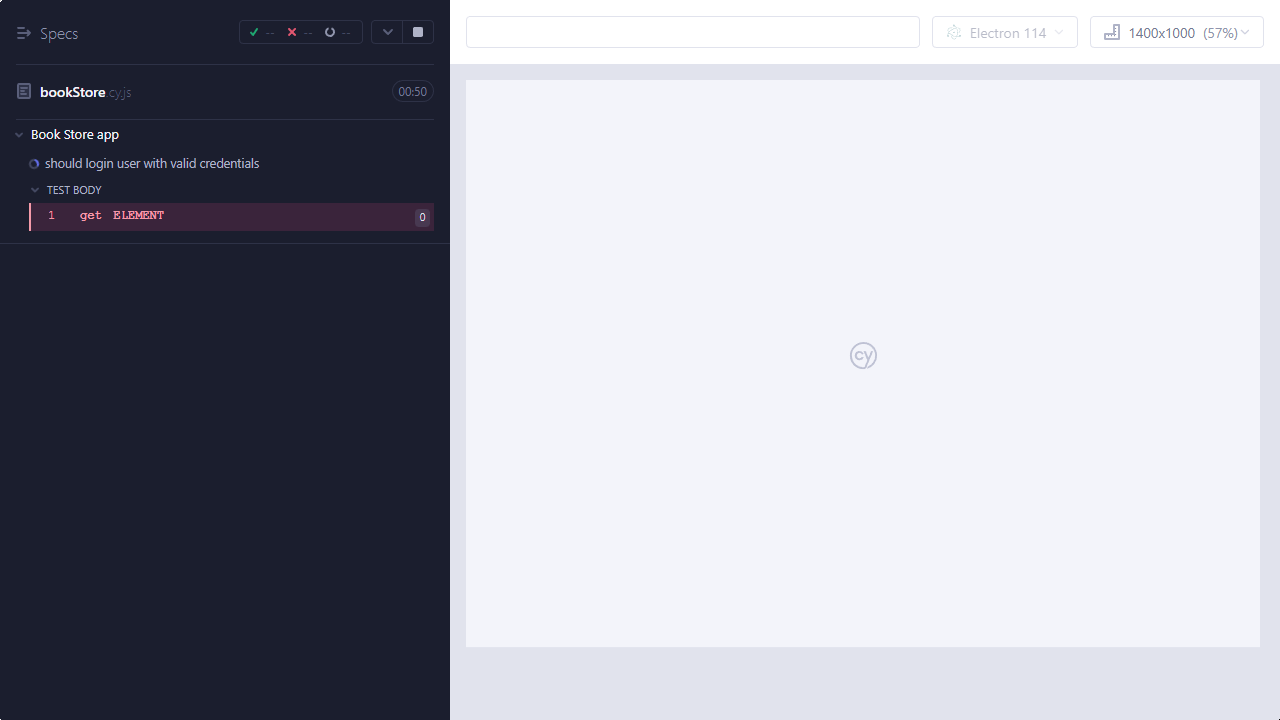 Specs
-- -- --
bookStore.cy.js
00:50
Book Store app
should login user with valid credentials
TEST BODY
1 get ELEMENT 0
Electron 114
1400x1000 (57%)
cy